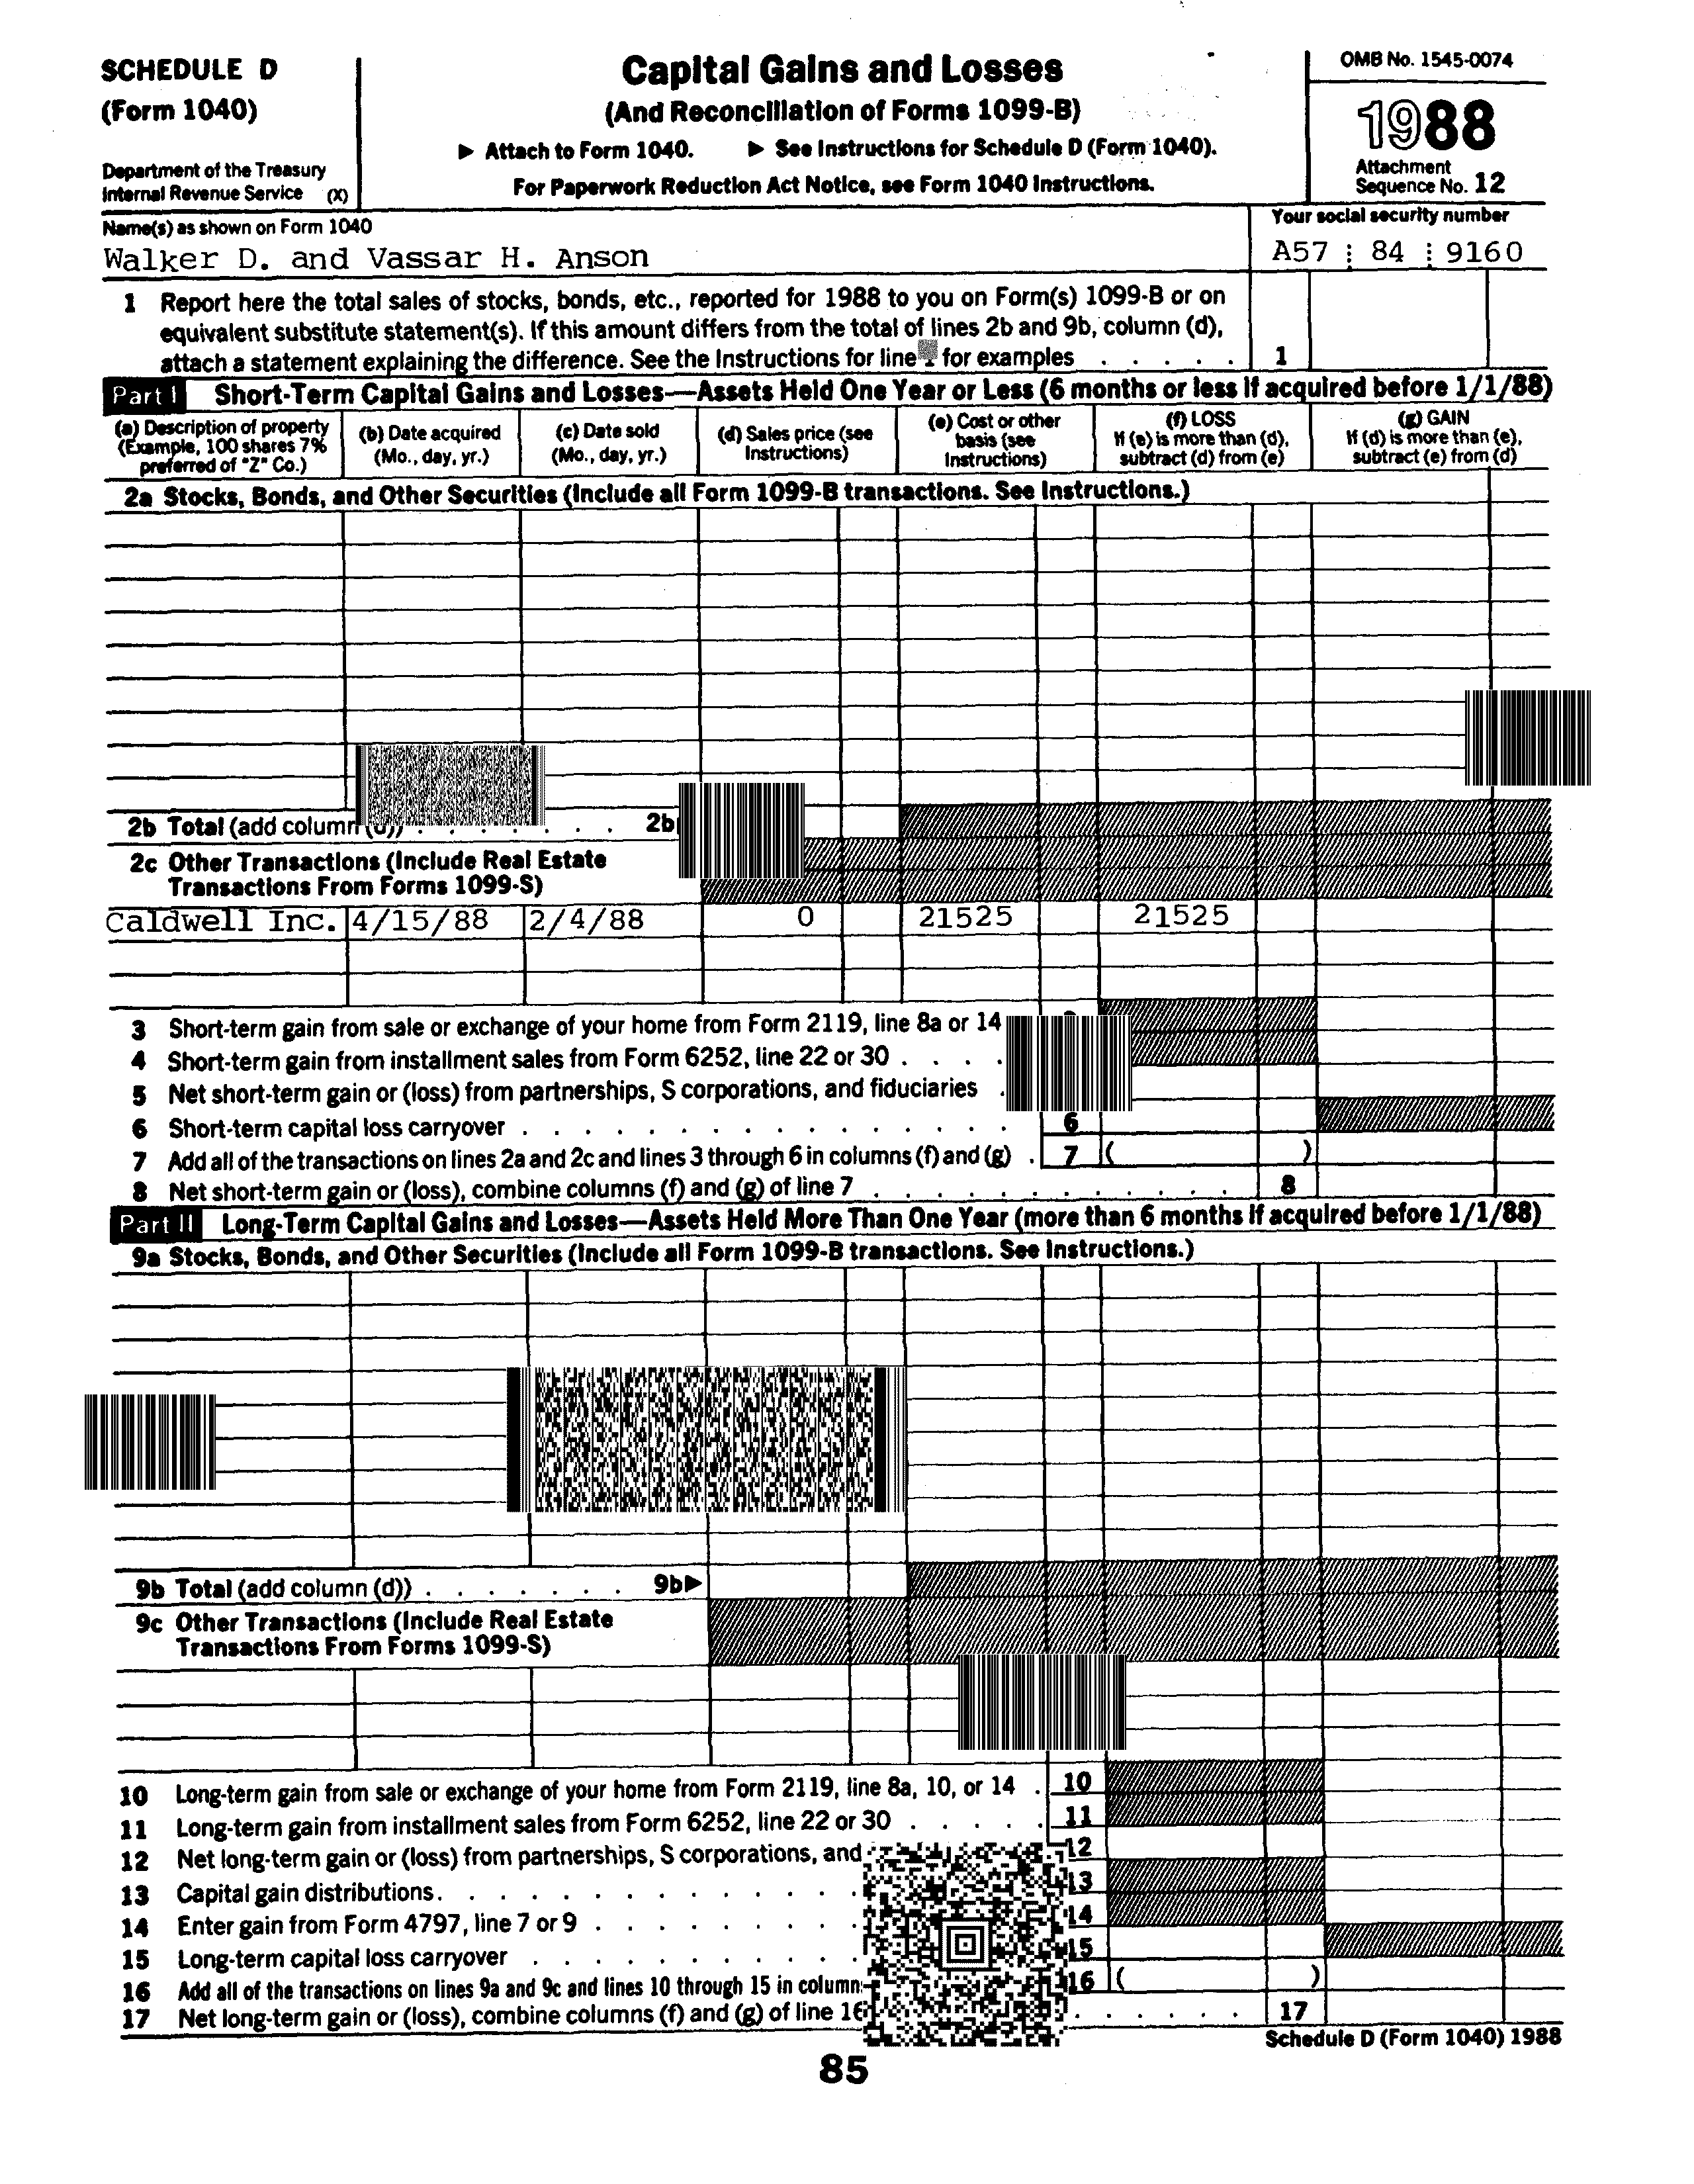 SCHEDULE D
(Form 1040)
Department of the Treasury
Internal Revenue Service (X)
Capital Gains and Losses
(And Reconciliation of Forms 1099-B)
▶ Attach to Form 1040. ▶ See Instructions for Schedule D (Form 1040).
For Paperwork Reduction Act Notice, see Form 1040 Instructions.
OMB No. 1545-0074
1988
Attachment
Sequence No. 12
Name(s) as shown on Form 1040
Walker D. and Vassar H. Anson
Your social security number
A57 84 9160
1 Report here the total sales of stocks, bonds, etc., reported for 1988 to you on Form(s) 1099-B or on
equivalent substitute statement(s). If this amount differs from the total of lines 2b and 9b, column (d),
attach a statement explaining the difference. See the Instructions for line for examples . . . . . 1
Part I Short-Term Capital Gains and Losses—Assets Held One Year or Less (6 months or less if acquired before 1/1/88)
(a) Description of property
(Example, 100 shares 7%
preferred of "Z" Co.)
(b) Date acquired
(Mo., day, yr.)
(c) Date sold
(Mo., day, yr.)
(d) Sales price (see
Instructions)
(e) Cost or other
basis (see
Instructions)
(f) LOSS
If (e) is more than (d),
subtract (d) from (e)
(g) GAIN
If (d) is more than (e),
subtract (e) from (d)
2a Stocks, Bonds, and Other Securities (Include all Form 1099-B transactions. See Instructions.)
2b Total (add column . . . . . . . 2b
2c Other Transactions (Include Real Estate
Transactions From Forms 1099-S)
Caldwell Inc. 4/15/88 2/4/88 0 21525 21525
3 Short-term gain from sale or exchange of your home from Form 2119, line 8a or 14
4 Short-term gain from installment sales from Form 6252, line 22 or 30 . . . .
5 Net short-term gain or (loss) from partnerships, S corporations, and fiduciaries .
6 Short-term capital loss carryover . . . . . . . . . . . . . . . . 6
7 Add all of the transactions on lines 2a and 2c and lines 3 through 6 in columns (f) and (g) . 7 ( )
8 Net short-term gain or (loss), combine columns (f) and (g) of line 7 . . . . . . . . . . . . 8
Part II Long-Term Capital Gains and Losses—Assets Held More Than One Year (more than 6 months if acquired before 1/1/88)
9a Stocks, Bonds, and Other Securities (Include all Form 1099-B transactions. See Instructions.)
9b Total (add column (d)) . . . . . . . 9b▶
9c Other Transactions (Include Real Estate
Transactions From Forms 1099-S)
10 Long-term gain from sale or exchange of your home from Form 2119, line 8a, 10, or 14 . 10
11 Long-term gain from installment sales from Form 6252, line 22 or 30 . . . . . 11
12 Net long-term gain or (loss) from partnerships, S corporations, and 12
13 Capital gain distributions . . . . . . . . . . . . . . 13
14 Enter gain from Form 4797, line 7 or 9 . . . . . . . . . 14
15 Long-term capital loss carryover . . . . . . . . . . . 15
16 Add all of the transactions on lines 9a and 9c and lines 10 through 15 in column 16 ( )
17 Net long-term gain or (loss), combine columns (f) and (g) of line . . . . . . 17
Schedule D (Form 1040) 1988
85